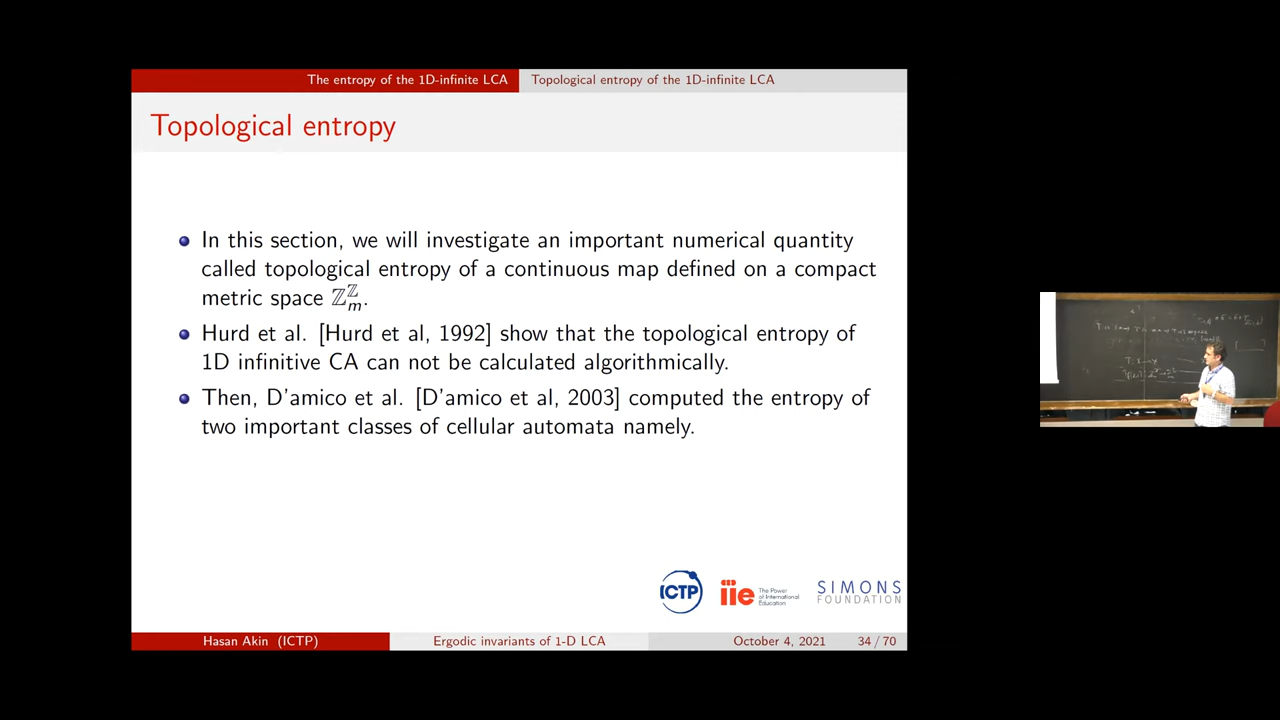 The entropy of the 1D-infinite LCA
Topological entropy of the 1D-infinite LCA
Topological entropy
In this section, we will investigate an important numerical quantity
called topological entropy of a continuous map defined on a compact
metric space ℤ_m^ℤ.
Hurd et al. [Hurd et al, 1992] show that the topological entropy of
1D infinitive CA can not be calculated algorithmically.
Then, D'amico et al. [D'amico et al, 2003] computed the entropy of
two important classes of cellular automata namely.
ICTP
iie
The Power
of International
Education
SIMONS
FOUNDATION
Hasan Akin (ICTP)
Ergodic invariants of 1-D LCA
October 4, 2021
34 / 70